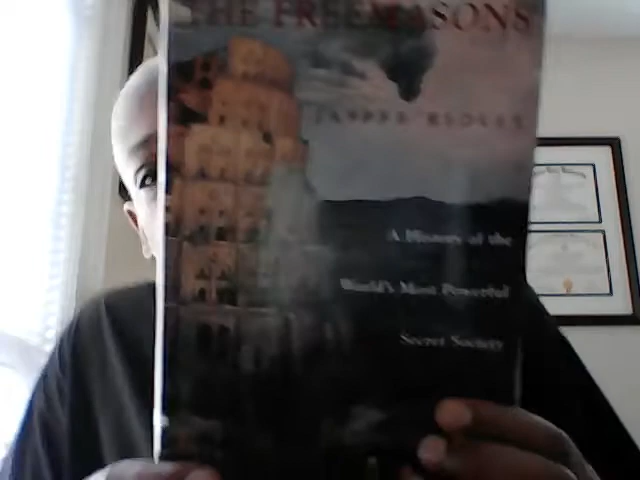 THE FREEMASONS
JASPER RIDLEY
A History of the
World's Most Powerful
Secret Society